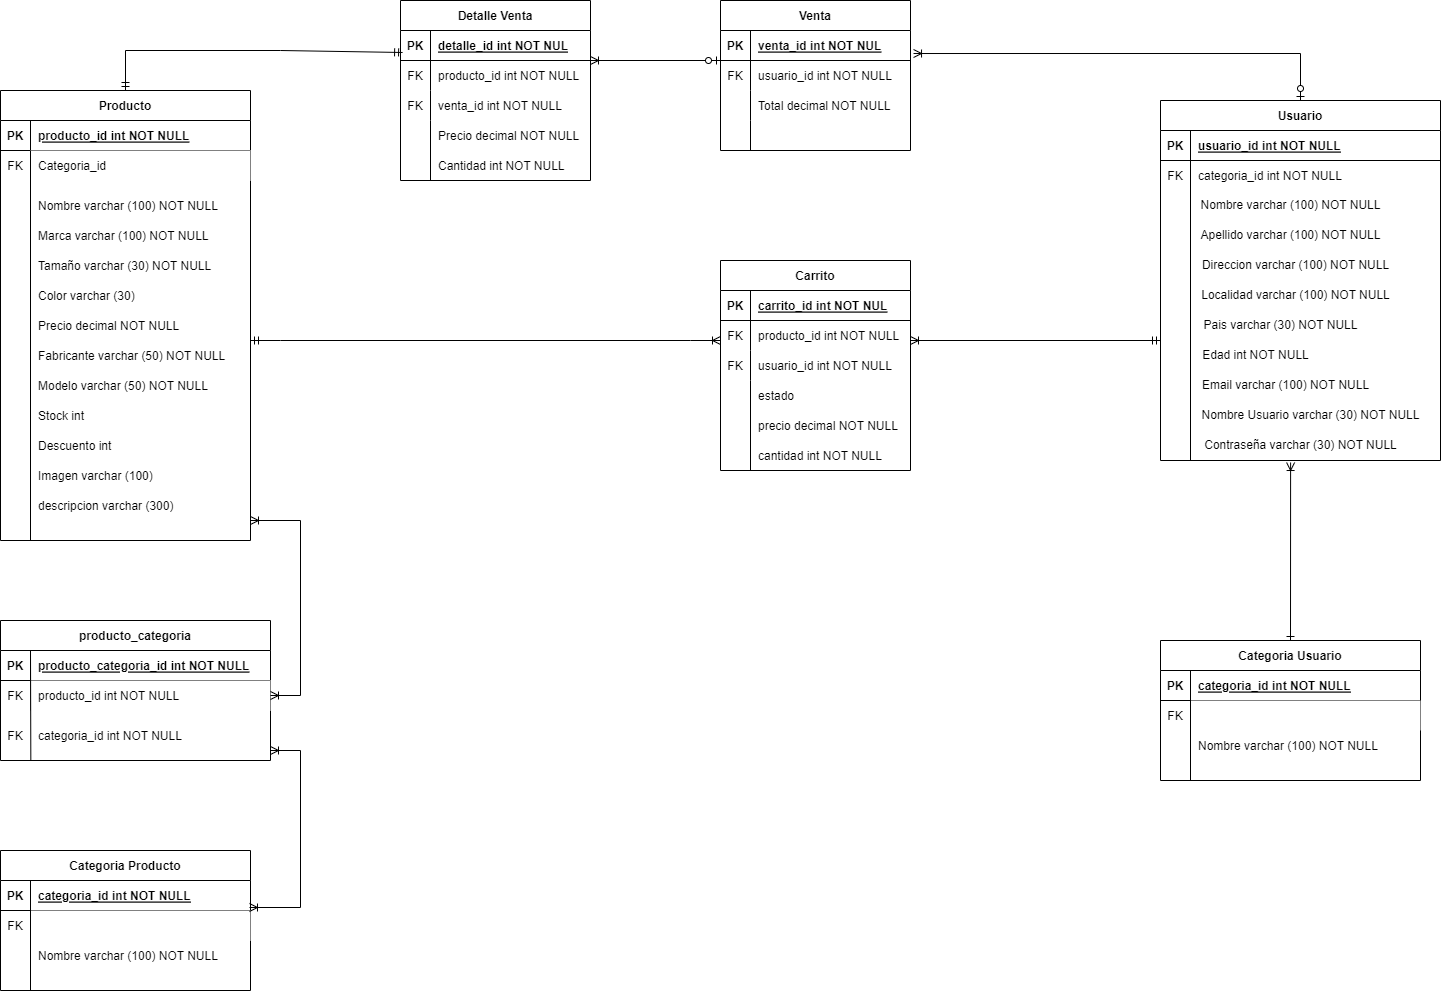 Detalle Venta
PK detalle_id int NOT NUL
FK producto_id int NOT NULL
FK venta_id int NOT NULL
Precio decimal NOT NULL
Cantidad int NOT NULL
Venta
PK venta_id int NOT NUL
FK usuario_id int NOT NULL
Total decimal NOT NULL
Producto
PK producto_id int NOT NULL
FK Categoria_id
Nombre varchar (100) NOT NULL
Marca varchar (100) NOT NULL
Tamaño varchar (30) NOT NULL
Color varchar (30)
Precio decimal NOT NULL
Fabricante varchar (50) NOT NULL
Modelo varchar (50) NOT NULL
Stock int
Descuento int
Imagen varchar (100)
descripcion varchar (300)
Usuario
PK usuario_id int NOT NULL
FK categoria_id int NOT NULL
Nombre varchar (100) NOT NULL
Apellido varchar (100) NOT NULL
Direccion varchar (100) NOT NULL
Localidad varchar (100) NOT NULL
Pais varchar (30) NOT NULL
Edad int NOT NULL
Email varchar (100) NOT NULL
Nombre Usuario varchar (30) NOT NULL
Contraseña varchar (30) NOT NULL
Carrito
PK carrito_id int NOT NUL
FK producto_id int NOT NULL
FK usuario_id int NOT NULL
estado
precio decimal NOT NULL
cantidad int NOT NULL
producto_categoria
PK producto_categoria_id int NOT NULL
FK producto_id int NOT NULL
FK categoria_id int NOT NULL
Categoria Usuario
PK categoria_id int NOT NULL
FK
Nombre varchar (100) NOT NULL
Categoria Producto
PK categoria_id int NOT NULL
FK
Nombre varchar (100) NOT NULL